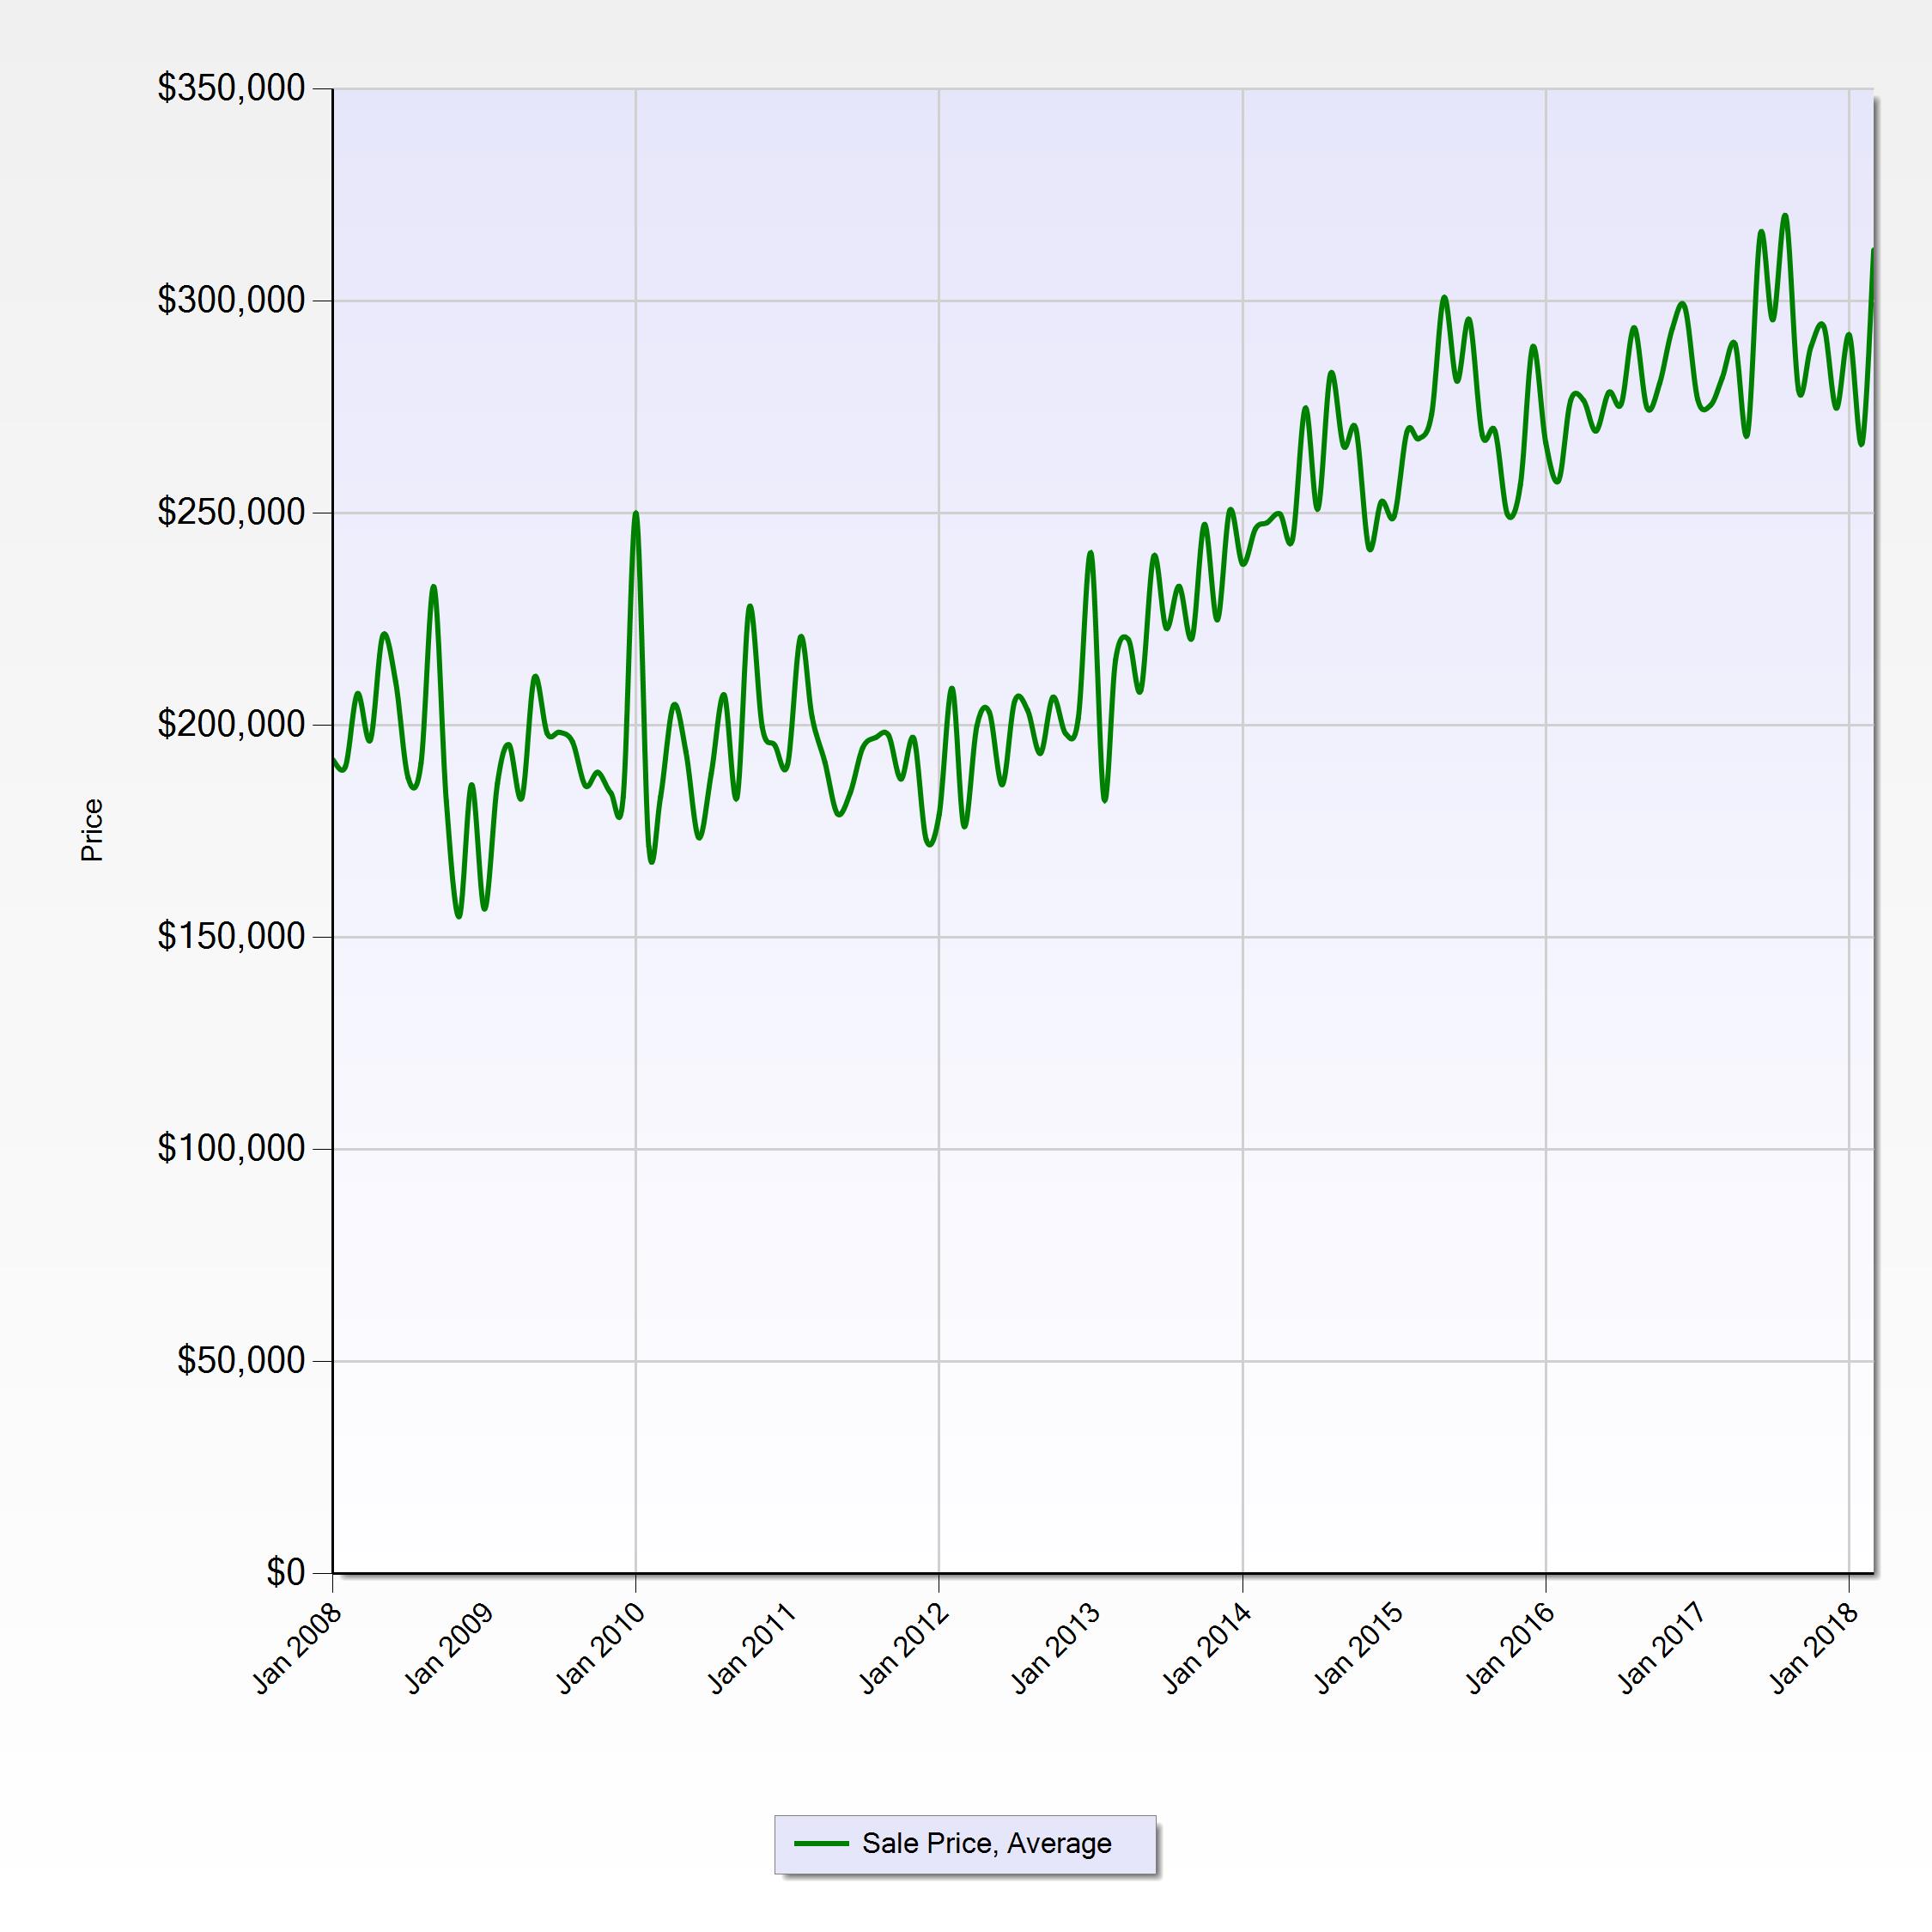 $350,000
$300,000
$250,000
$200,000
Price
$150,000
$100,000
$50,000
$0
Jan 2008
Jan 2009
Jan 2010
Jan 2011
Jan 2012
Jan 2013
Jan 2014
Jan 2015
Jan 2016
Jan 2017
Jan 2018
Sale Price, Average